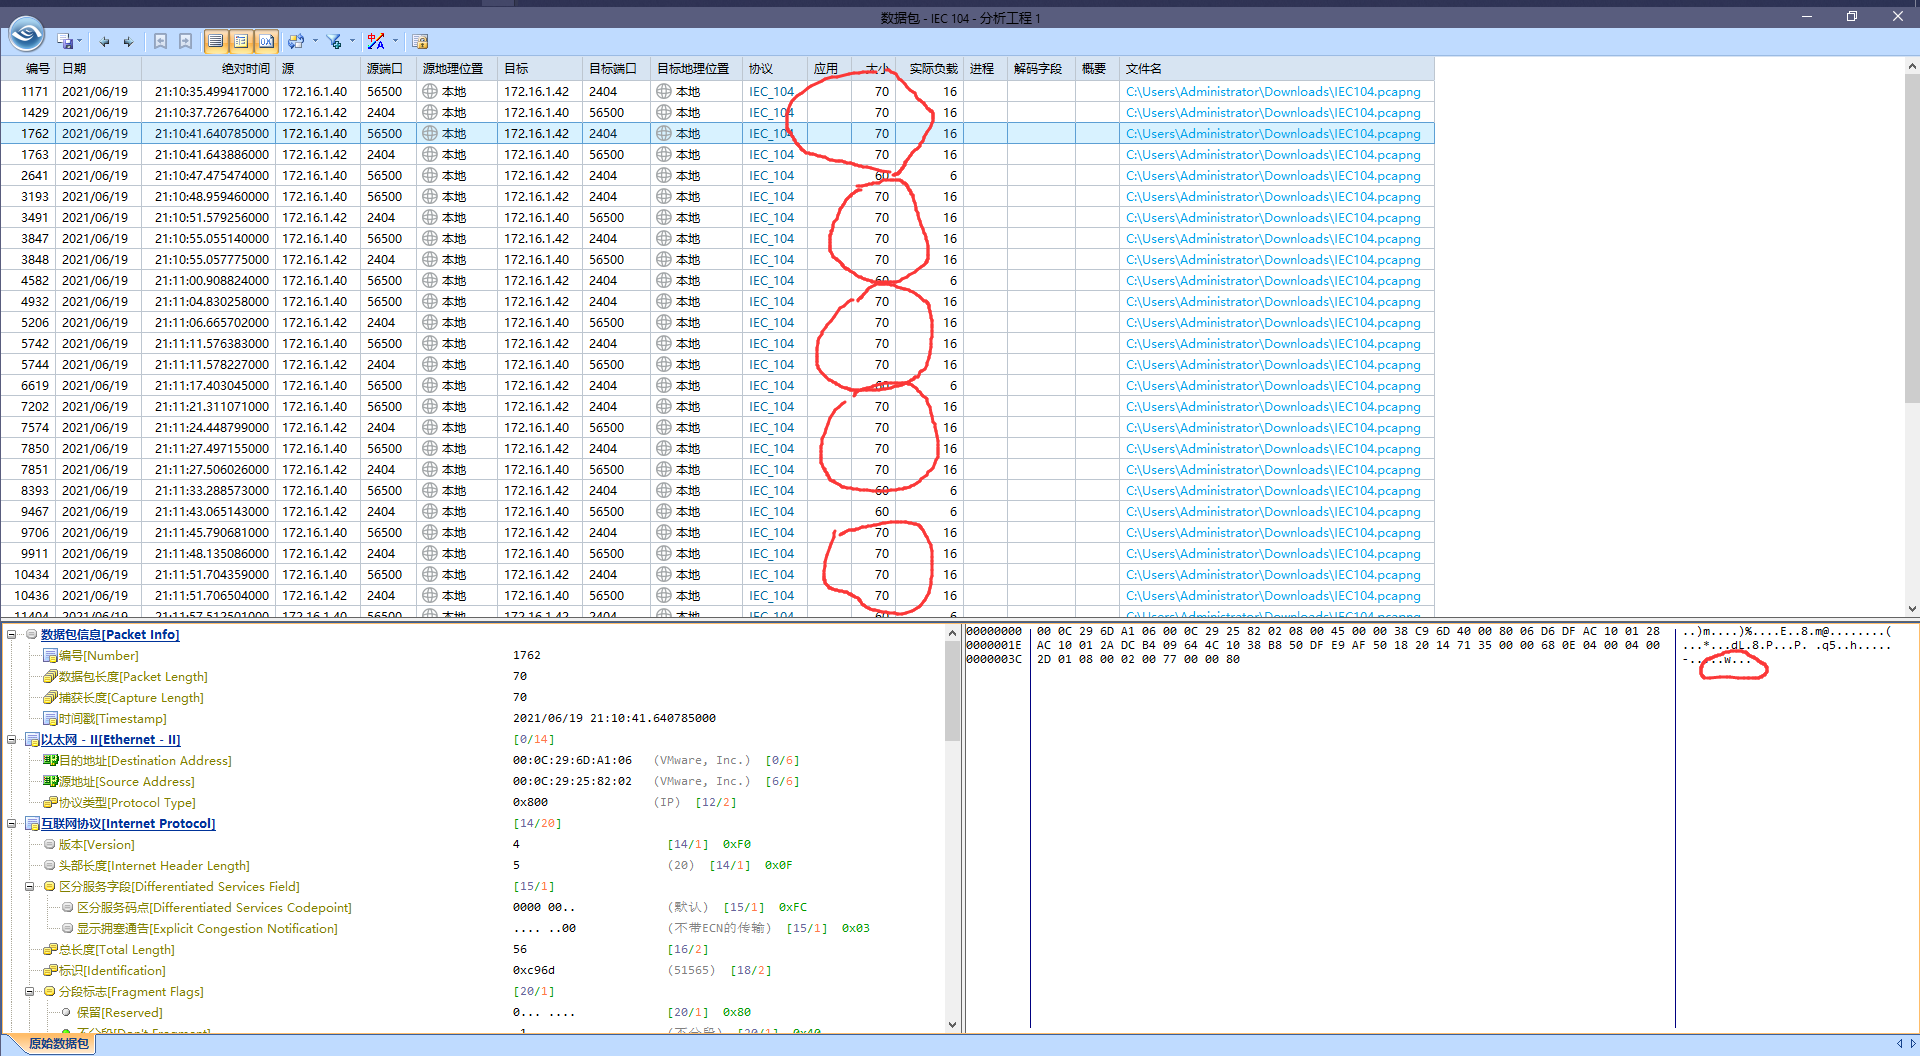 数据包 - IEC 104 - 分析工程 1
编号 日期 绝对时间 源 源端口 源地理位置 目标 目标端口 目标地理位置 协议 应用 大小 实际负载 进程 解码字段 概要 文件名
1171 2021/06/19 21:10:35.499417000 172.16.1.40 56500 本地 172.16.1.42 2404 本地 IEC_104 70 16 C:\Users\Administrator\Downloads\IEC104.pcapng
1429 2021/06/19 21:10:37.726764000 172.16.1.42 2404 本地 172.16.1.40 56500 本地 IEC_104 70 16 C:\Users\Administrator\Downloads\IEC104.pcapng
1762 2021/06/19 21:10:41.640785000 172.16.1.40 56500 本地 172.16.1.42 2404 本地 IEC_104 70 16 C:\Users\Administrator\Downloads\IEC104.pcapng
1763 2021/06/19 21:10:41.643886000 172.16.1.42 2404 本地 172.16.1.40 56500 本地 IEC_104 70 16 C:\Users\Administrator\Downloads\IEC104.pcapng
2641 2021/06/19 21:10:47.475474000 172.16.1.40 56500 本地 172.16.1.42 2404 本地 IEC_104 60 6 C:\Users\Administrator\Downloads\IEC104.pcapng
3193 2021/06/19 21:10:48.959460000 172.16.1.40 56500 本地 172.16.1.42 2404 本地 IEC_104 70 16 C:\Users\Administrator\Downloads\IEC104.pcapng
3491 2021/06/19 21:10:51.579256000 172.16.1.42 2404 本地 172.16.1.40 56500 本地 IEC_104 70 16 C:\Users\Administrator\Downloads\IEC104.pcapng
3847 2021/06/19 21:10:55.055140000 172.16.1.40 56500 本地 172.16.1.42 2404 本地 IEC_104 70 16 C:\Users\Administrator\Downloads\IEC104.pcapng
3848 2021/06/19 21:10:55.057775000 172.16.1.42 2404 本地 172.16.1.40 56500 本地 IEC_104 70 16 C:\Users\Administrator\Downloads\IEC104.pcapng
4582 2021/06/19 21:11:00.908824000 172.16.1.40 56500 本地 172.16.1.42 2404 本地 IEC_104 60 6 C:\Users\Administrator\Downloads\IEC104.pcapng
4932 2021/06/19 21:11:04.830258000 172.16.1.40 56500 本地 172.16.1.42 2404 本地 IEC_104 70 16 C:\Users\Administrator\Downloads\IEC104.pcapng
5206 2021/06/19 21:11:06.665702000 172.16.1.42 2404 本地 172.16.1.40 56500 本地 IEC_104 70 16 C:\Users\Administrator\Downloads\IEC104.pcapng
5742 2021/06/19 21:11:11.576383000 172.16.1.40 56500 本地 172.16.1.42 2404 本地 IEC_104 70 16 C:\Users\Administrator\Downloads\IEC104.pcapng
5744 2021/06/19 21:11:11.578227000 172.16.1.42 2404 本地 172.16.1.40 56500 本地 IEC_104 70 16 C:\Users\Administrator\Downloads\IEC104.pcapng
6619 2021/06/19 21:11:17.403045000 172.16.1.40 56500 本地 172.16.1.42 2404 本地 IEC_104 60 6 C:\Users\Administrator\Downloads\IEC104.pcapng
7202 2021/06/19 21:11:21.311071000 172.16.1.40 56500 本地 172.16.1.42 2404 本地 IEC_104 70 16 C:\Users\Administrator\Downloads\IEC104.pcapng
7574 2021/06/19 21:11:24.448799000 172.16.1.42 2404 本地 172.16.1.40 56500 本地 IEC_104 70 16 C:\Users\Administrator\Downloads\IEC104.pcapng
7850 2021/06/19 21:11:27.497155000 172.16.1.40 56500 本地 172.16.1.42 2404 本地 IEC_104 70 16 C:\Users\Administrator\Downloads\IEC104.pcapng
7851 2021/06/19 21:11:27.506026000 172.16.1.42 2404 本地 172.16.1.40 56500 本地 IEC_104 70 16 C:\Users\Administrator\Downloads\IEC104.pcapng
8393 2021/06/19 21:11:33.288573000 172.16.1.40 56500 本地 172.16.1.42 2404 本地 IEC_104 60 6 C:\Users\Administrator\Downloads\IEC104.pcapng
9467 2021/06/19 21:11:43.065143000 172.16.1.42 2404 本地 172.16.1.40 56500 本地 IEC_104 60 6 C:\Users\Administrator\Downloads\IEC104.pcapng
9706 2021/06/19 21:11:45.790681000 172.16.1.40 56500 本地 172.16.1.42 2404 本地 IEC_104 70 16 C:\Users\Administrator\Downloads\IEC104.pcapng
9911 2021/06/19 21:11:48.135086000 172.16.1.42 2404 本地 172.16.1.40 56500 本地 IEC_104 70 16 C:\Users\Administrator\Downloads\IEC104.pcapng
10434 2021/06/19 21:11:51.704359000 172.16.1.40 56500 本地 172.16.1.42 2404 本地 IEC_104 70 16 C:\Users\Administrator\Downloads\IEC104.pcapng
10436 2021/06/19 21:11:51.706504000 172.16.1.42 2404 本地 172.16.1.40 56500 本地 IEC_104 70 16 C:\Users\Administrator\Downloads\IEC104.pcapng
11404 2021/06/19 21:11:57.512501000 172.16.1.40 56500 本地 172.16.1.42 2404 本地 IEC_104 60 6 C:\Users\Administrator\Downloads\IEC104.pcapng
数据包信息[Packet Info]
编号[Number] 1762
数据包长度[Packet Length] 70
捕获长度[Capture Length] 70
时间戳[Timestamp] 2021/06/19 21:10:41.640785000
以太网 - II[Ethernet - II] [0/14]
目的地址[Destination Address] 00:0C:29:6D:A1:06 (VMware, Inc.) [0/6]
源地址[Source Address] 00:0C:29:25:82:02 (VMware, Inc.) [6/6]
协议类型[Protocol Type] 0x800 (IP) [12/2]
互联网协议[Internet Protocol] [14/20]
版本[Version] 4 [14/1] 0xF0
头部长度[Internet Header Length] 5 (20) [14/1] 0x0F
区分服务字段[Differentiated Services Field] [15/1]
区分服务码点[Differentiated Services Codepoint] 0000 00.. (默认) [15/1] 0xFC
显示拥塞通告[Explicit Congestion Notification] .... ..00 (不带ECN的传输) [15/1] 0x03
总长度[Total Length] 56 [16/2]
标识[Identification] 0xc96d (51565) [18/2]
分段标志[Fragment Flags] [20/1]
保留[Reserved] 0... .... [20/1] 0x80
不分段[Don't Fragment] .1.. .... (不分段) [20/1] 0x40
00000000 00 0C 29 6D A1 06 00 0C 29 25 82 02 08 00 45 00 00 38 C9 6D 40 00 80 06 D6 DF AC 10 01 28 ..)m....)%....E..8.m@........(
0000001E AC 10 01 2A DC B4 09 64 4C 10 38 B8 50 DF E9 AF 50 18 20 14 71 35 00 00 68 0E 04 00 04 00 ...*...dL.8.P...P. .q5..h.....
0000003C 2D 01 08 00 02 00 77 00 00 80 -.....w...
原始数据包